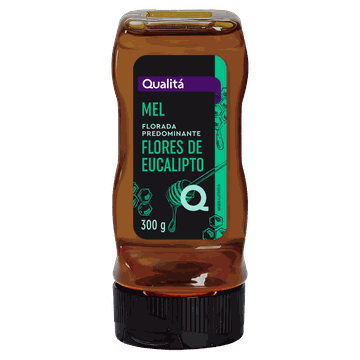 Qualitá
MEL
FLORADA
PREDOMINANTE
FLORES DE
EUCALIPTO
Q
300 g